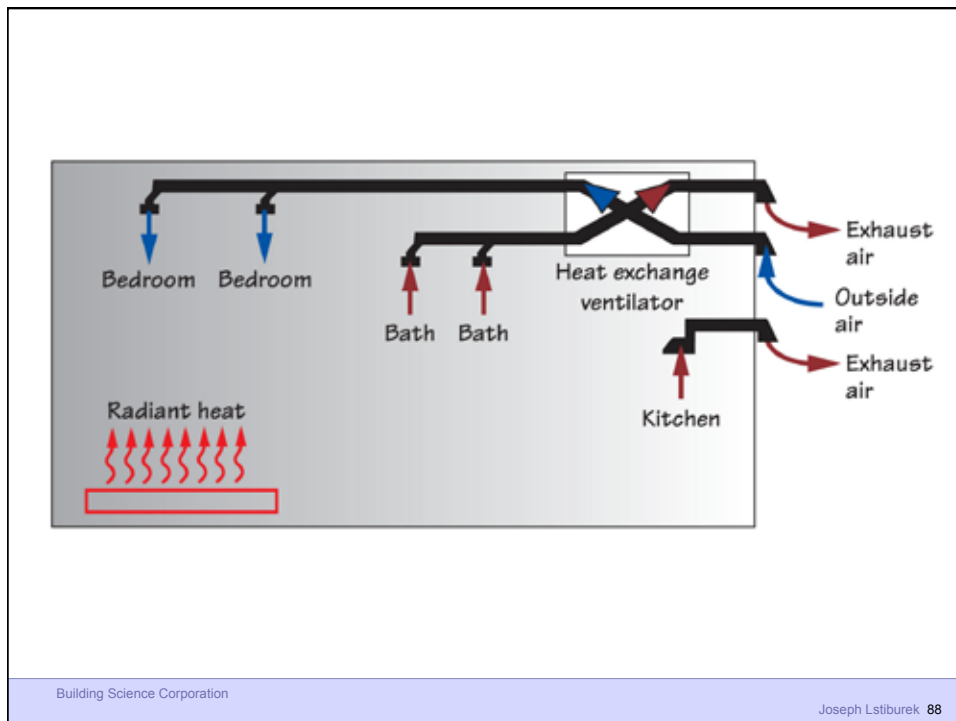 Bedroom
Bedroom
Bath
Bath
Heat exchange
ventilator
Exhaust
air
Outside
air
Exhaust
air
Kitchen
Radiant heat
Building Science Corporation
Joseph Lstiburek 88